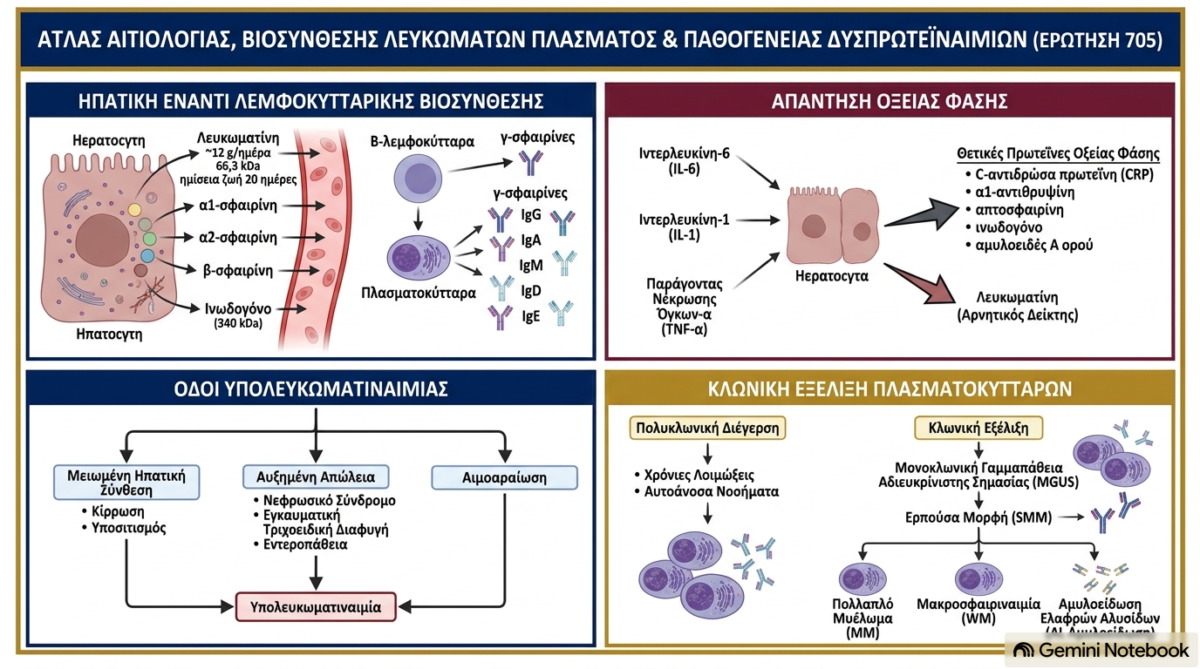 ΑΤΛΑΣ ΑΙΤΙΟΛΟΓΙΑΣ, ΒΙΟΣΥΝΘΕΣΗΣ ΛΕΥΚΩΜΑΤΩΝ ΠΛΑΣΜΑΤΟΣ & ΠΑΘΟΓΕΝΕΙΑΣ ΔΥΣΠΡΩΤΕΪΝΑΙΜΙΩΝ (ΕΡΩΤΗΣΗ 705)
ΗΠΑΤΙΚΗ ΕΝΑΝΤΙ ΛΕΜΦΟΚΥΤΤΑΡΙΚΗΣ ΒΙΟΣΥΝΘΕΣΗΣ
Ηερατοcyτη
Λευκωματίνη
~12 g/ημέρα
66,3 kDa
ημίσεια ζωή 20 ημέρες
α1-σφαιρίνη
α2-σφαιρίνη
β-σφαιρίνη
Ινωδογόνο
(340 kDa)
Ηπατοcyτη
Β-λεμφοκύτταρα
γ-σφαιρίνες
γ-σφαιρίνες
IgG
IgA
IgM
IgD
IgE
Πλασματοκύτταρα
ΑΠΑΝΤΗΣΗ ΟΞΕΙΑΣ ΦΑΣΗΣ
Ιντερλευκίνη-6
(IL-6)
Ιντερλευκίνη-1
(IL-1)
Παράγοντας
Νέκρωσης
Όγκων-α
(TNF-α)
Ηερατοcyτα
Θετικές Πρωτεΐνες Οξείας Φάσης
• C-αντιδρώσα πρωτεΐνη (CRP)
• α1-αντιθρυψίνη
• απτοσφαιρίνη
• ινωδογόνο
• αμυλοειδές Α ορού
Λευκωματίνη
(Αρνητικός Δείκτης)
ΟΔΟΙ ΥΠΟΛΕΥΚΩΜΑΤΙΝΑΙΜΙΑΣ
Μειωμένη Ηπατική
Σύνθεση
• Κίρρωση
• Υποσιτισμός
Αυξημένη Απώλεια
• Νεφρωσικό Σύνδρομο
• Εγκαυματική
Τριχοειδική Διαφυγή
• Εντεροπάθεια
Αιμοαραίωση
Υπολευκωματιναιμία
ΚΛΩΝΙΚΗ ΕΞΕΛΙΞΗ ΠΛΑΣΜΑΤΟΚΥΤΤΑΡΩΝ
Πολυκλωνική Διέγερση
• Χρόνιες Λοιμώξεις
• Αυτοάνοσα Νοσήματα
Κλωνική Εξέλιξη
Μονοκλωνική Γαμμαπάθεια
Αδιευκρίνιστης Σημασίας (MGUS)
Ερπούσα Μορφή (SMM)
Πολλαπλό
Μυέλωμα
(MM)
Μακροσφαιριναιμία
(WM)
Αμυλοείδωση
Ελαφρών Αλυσίδων
Gemini Notebook